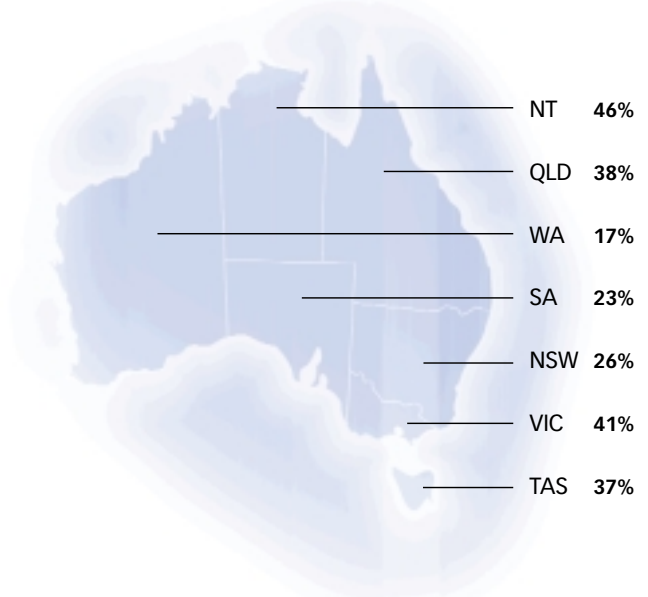 NT 46%
QLD 38%
WA 17%
SA 23%
NSW 26%
VIC 41%
TAS 37%